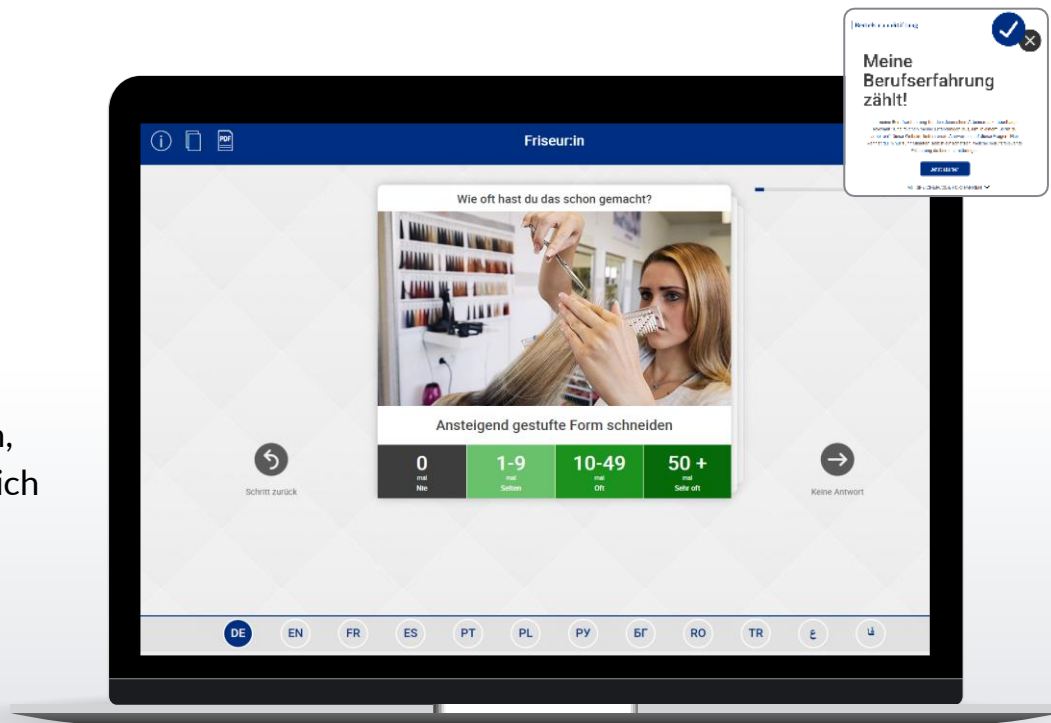 Meine
Berufserfahrung
zählt!
PDF
Friseur:in
Wie oft hast du das schon gemacht?
Ansteigend gestufte Form schneiden
0
mal
Nie
1-9
mal
Selten
10-49
mal
Oft
50 +
mal
Sehr oft
Schritt zurück
Keine Antwort
ich
DE
EN
FR
ES
PT
PL
РУ
БГ
RO
TR
ع
فا